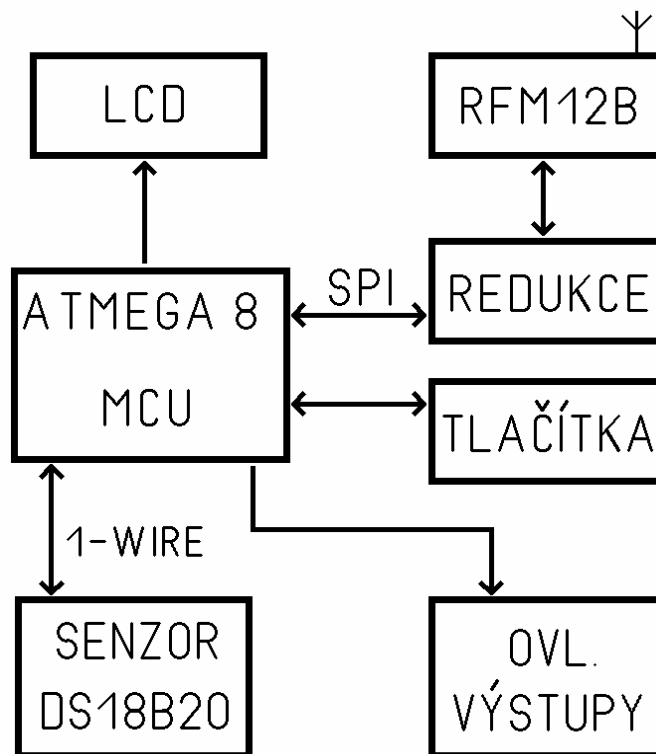 LCD
RFM12B
ATMEGA 8
MCU
SPI
REDUKCE
TLAČÍTKA
1-WIRE
SENZOR
DS18B20
OVL.
VÝSTUPY